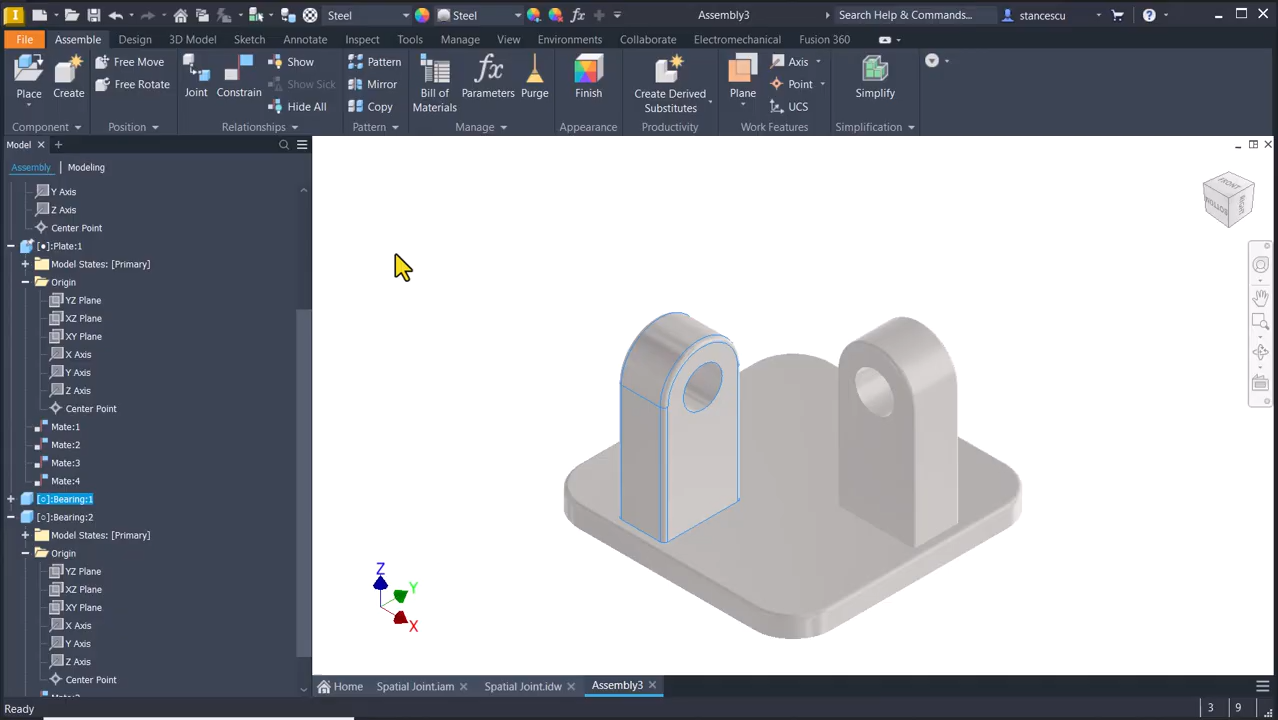 Steel
Steel
Assembly3
Search Help & Commands...
stancescu
File
Assemble
Design
3D Model
Sketch
Annotate
Inspect
Tools
Manage
View
Environments
Collaborate
Electromechanical
Fusion 360
Place
Create
Free Move
Free Rotate
Joint
Constrain
Show
Show Sick
Hide All
Pattern
Mirror
Copy
Bill of
Materials
fx
Parameters
Purge
Finish
Create Derived
Substitutes
Plane
Axis
Point
UCS
Simplify
Component
Position
Relationships
Pattern
Manage
Appearance
Productivity
Work Features
Simplification
Model
Assembly
Modeling
Y Axis
Z Axis
Center Point
[●]:Plate:1
Model States: [Primary]
Origin
YZ Plane
XZ Plane
XY Plane
X Axis
Y Axis
Z Axis
Center Point
Mate:1
Mate:2
Mate:3
Mate:4
[○]:Bearing:1
[○]:Bearing:2
Model States: [Primary]
Origin
YZ Plane
XZ Plane
XY Plane
X Axis
Y Axis
Z Axis
Center Point
FRONT
BOTTOM
RIGHT
Z
Y
X
Home
Spatial Joint.iam
Spatial Joint.idw
Assembly3
Ready
3
9